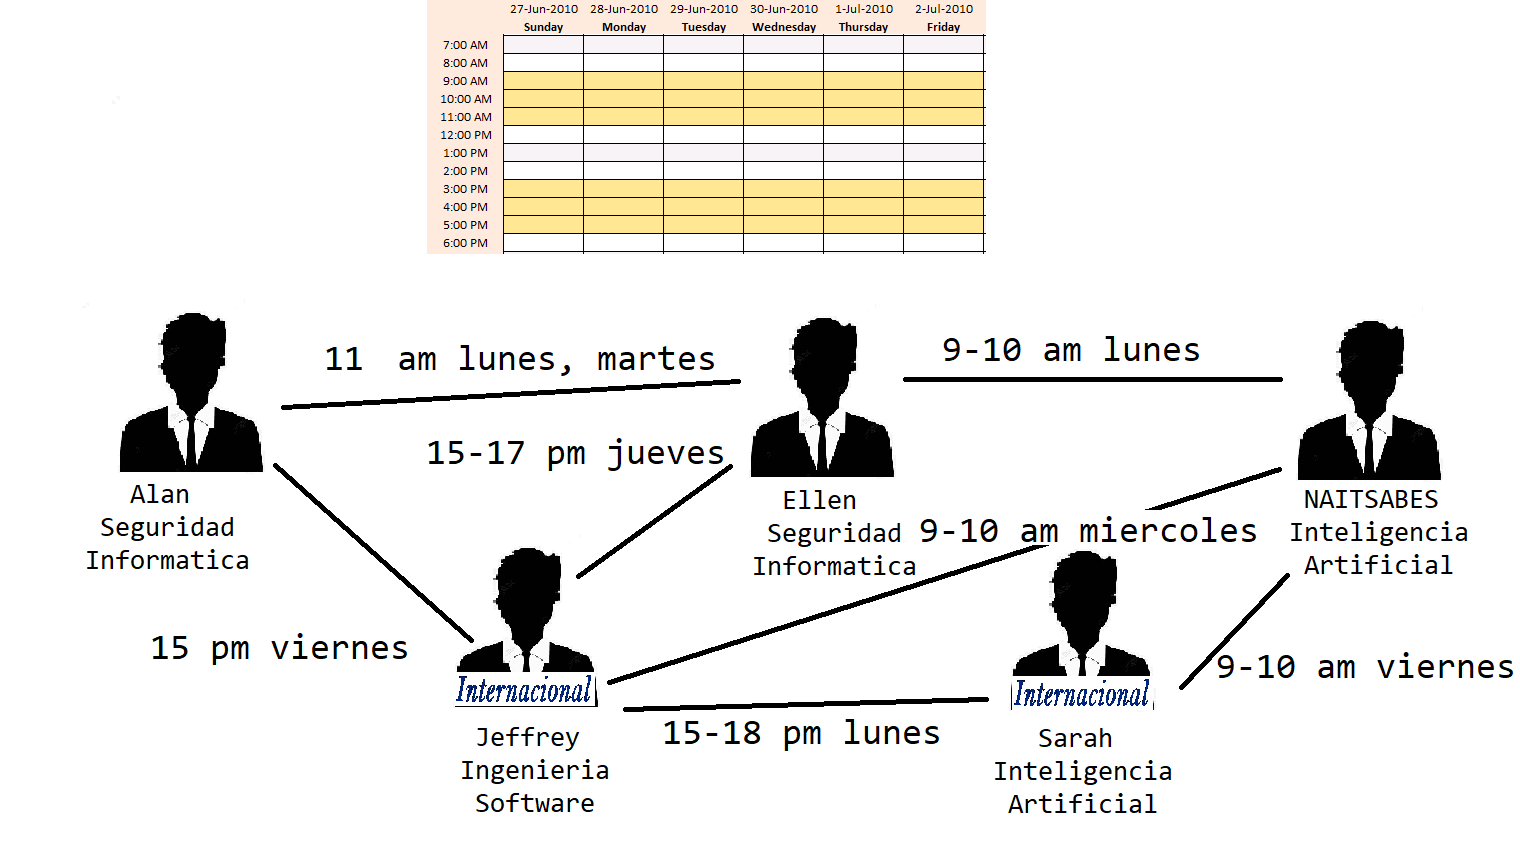 27-Jun-2010 28-Jun-2010 29-Jun-2010 30-Jun-2010 1-Jul-2010 2-Jul-2010
Sunday Monday Tuesday Wednesday Thursday Friday
7:00 AM
8:00 AM
9:00 AM
10:00 AM
11:00 AM
12:00 PM
1:00 PM
2:00 PM
3:00 PM
4:00 PM
5:00 PM
6:00 PM
11 am lunes, martes
9-10 am lunes
15-17 pm jueves
Alan
Seguridad
Informatica
Ellen
Seguridad
Informatica
NAITSABES
Inteligencia
Artificial
9-10 am miercoles
15 pm viernes
9-10 am viernes
Internacional
Internacional
15-18 pm lunes
Jeffrey
Ingenieria
Software
Sarah
Inteligencia
Artificial